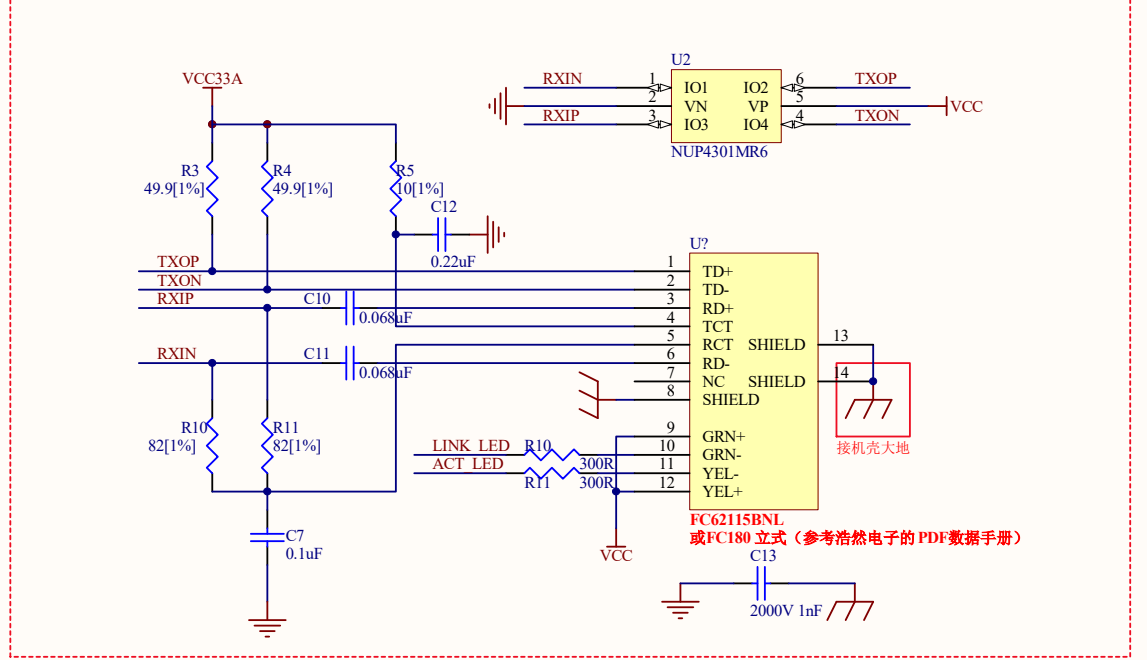 U2
VCC33A
RXIN 1 IO1 IO2 6 TXOP
2 VN VP 5 VCC
RXIP 3 IO3 IO4 4 TXON
NUP4301MR6
R3 R4 R5
49.9[1%] 49.9[1%] 10[1%]
C12
0.22uF
U?
TXOP 1 TD+
TXON 2 TD-
RXIP C10 0.068uF 3 RD+
4 TCT
5 RCT SHIELD 13
RXIN C11 0.068uF 6 RD-
7 NC SHIELD 14
8 SHIELD
接机壳大地
R10 R11
82[1%] 82[1%]
9 GRN+
LINK_LED R10 300R 10 GRN-
ACT_LED R11 300R 11 YEL-
12 YEL+
FC62115BNL
或FC180 立式（参考浩然电子的 PDF数据手册）
C7
0.1uF
VCC
C13
2000V 1nF